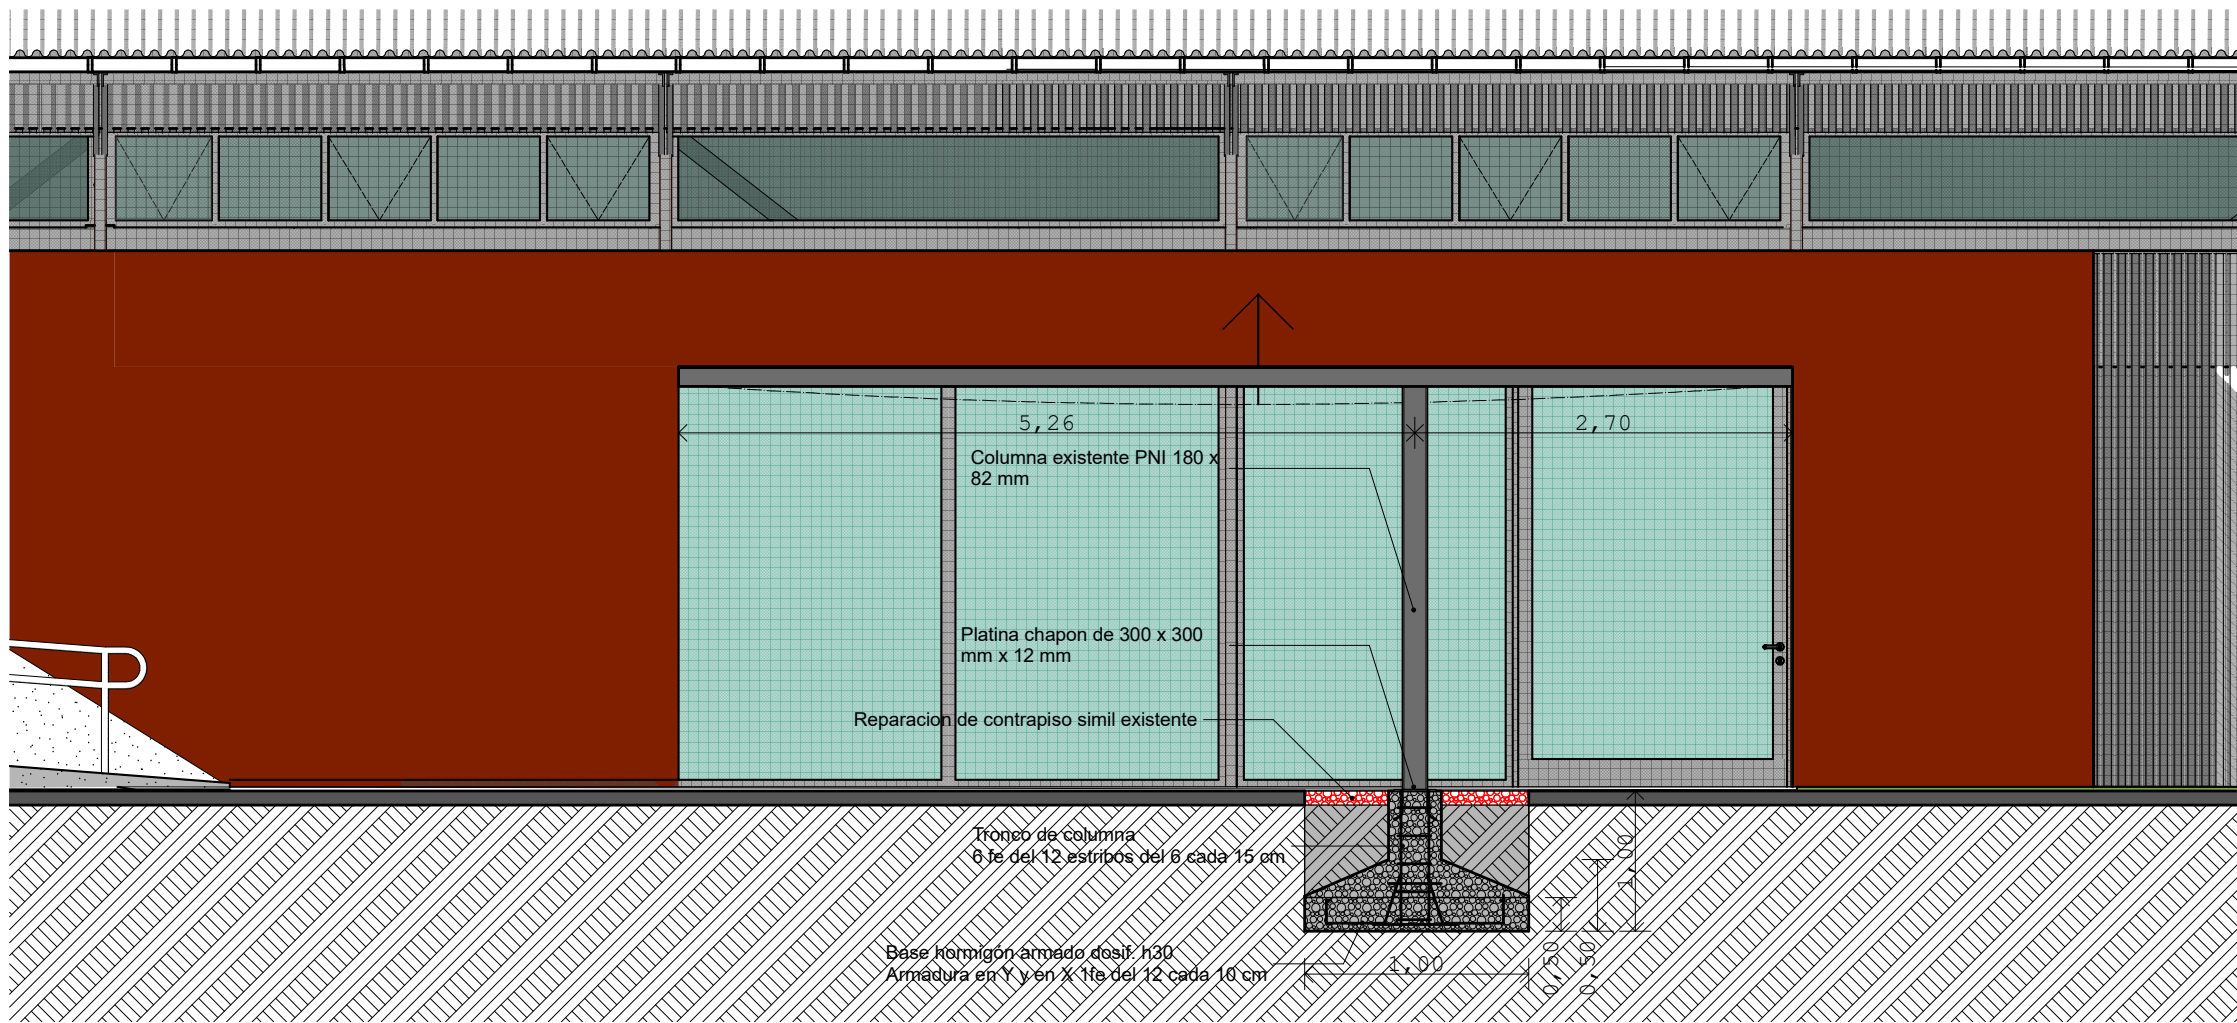 5,26
2,70
Columna existente PNI 180 x
82 mm
Platina chapon de 300 x 300
mm x 12 mm
Reparacion de contrapiso simil existente
Tronco de columna
6 fe del 12 estribos del 6 cada 15 cm
1,00
Base hormigón armado dosif. h30
Armadura en Y y en X 1fe del 12 cada 10 cm
1,00
0,50
0,50